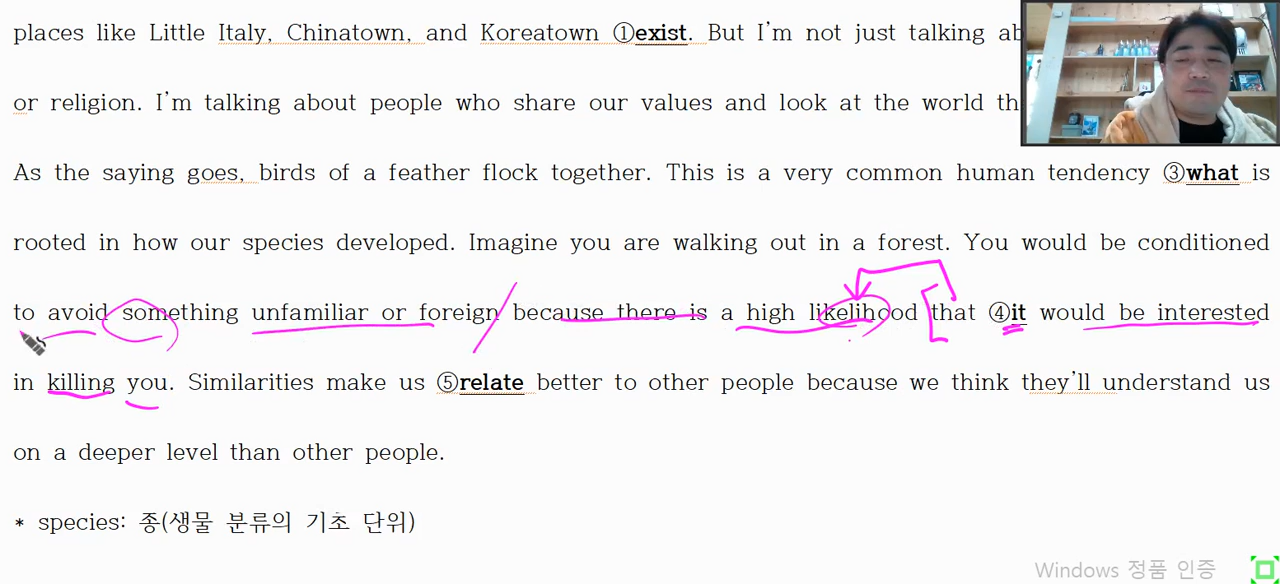 places like Little Italy, Chinatown, and Koreatown ①exist. But I'm not just talking ab
or religion. I'm talking about people who share our values and look at the world th
As the saying goes, birds of a feather flock together. This is a very common human tendency ③what is
rooted in how our species developed. Imagine you are walking out in a forest. You would be conditioned
to avoid something unfamiliar or foreign because there is a high likelihood that ④it would be interested
in killing you. Similarities make us ⑤relate better to other people because we think they'll understand us
on a deeper level than other people.
* species: 종(생물 분류의 기초 단위)
Windows 정품 인증